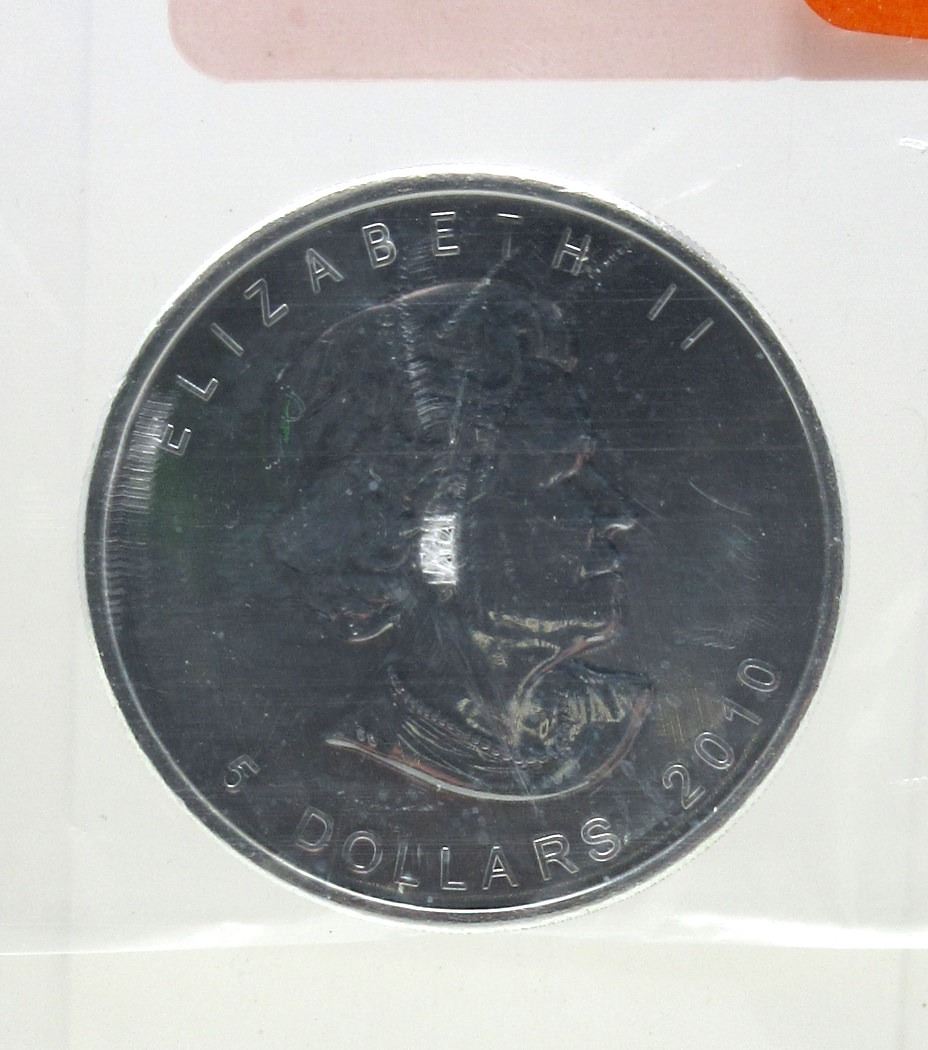 ELIZABETH II
5 DOLLARS 2010